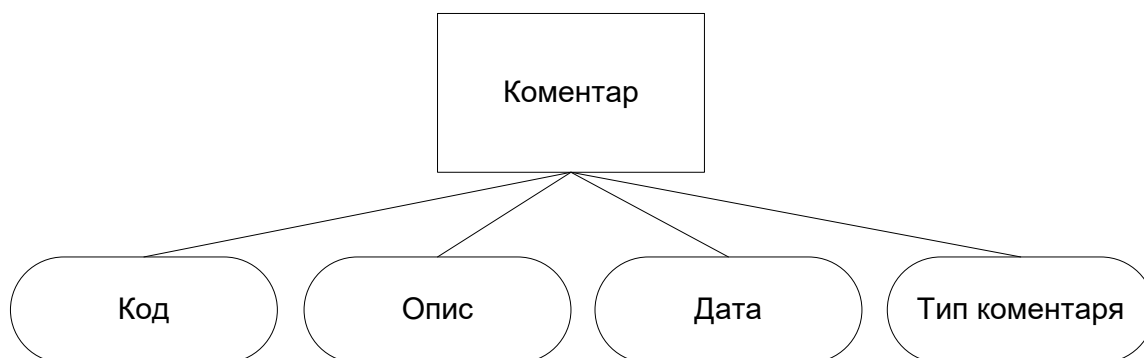 Коментар
Код
Опис
Дата
Тип коментаря